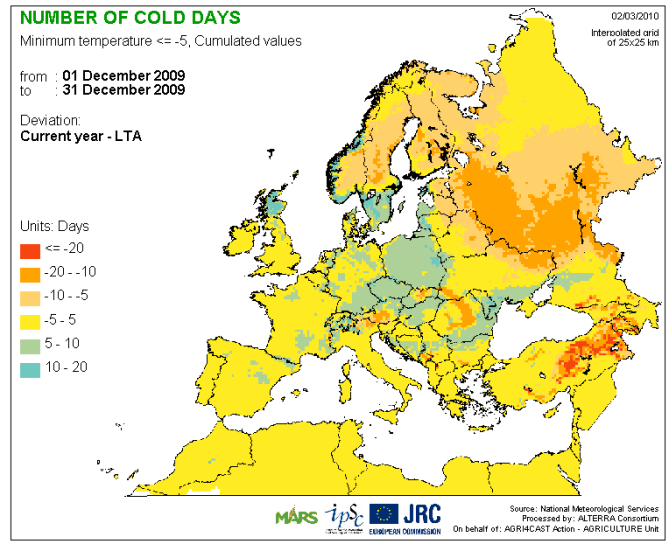 NUMBER OF COLD DAYS
Minimum temperature <= -5, Cumulated values
from : 01 December 2009
to : 31 December 2009
Deviation:
Current year - LTA
02/03/2010
Interpolated grid
of 25x25 km
Units: Days
<= -20
-20 - -10
-10 - -5
-5 - 5
5 - 10
10 - 20
MARS
ipsc
JRC
EUROPEAN COMMISSION
Source: National Meteorological Services
Processed by: ALTERRA Consortium
On behalf of: AGRI4CAST Action - AGRICULTURE Unit